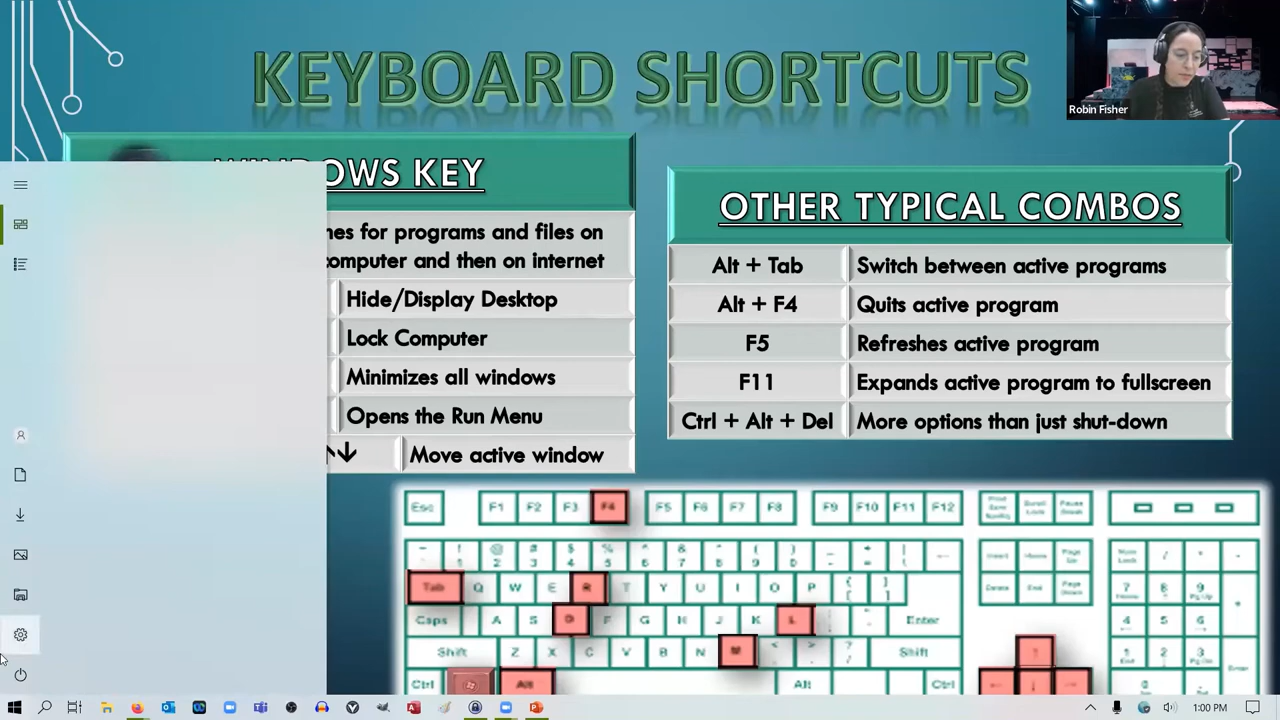 KEYBOARD SHORTCUTS
Robin Fisher
WINDOWS KEY
hes for programs and files on
computer and then on internet
Hide/Display Desktop
Lock Computer
Minimizes all windows
Opens the Run Menu
↑↓ Move active window
OTHER TYPICAL COMBOS
Alt + Tab Switch between active programs
Alt + F4 Quits active program
F5 Refreshes active program
F11 Expands active program to fullscreen
Ctrl + Alt + Del More options than just shut-down
Esc F1 F2 F3 F4 F5 F6 F7 F8 F9 F10 F11 F12
Tab Q W E R T Y U I O P
Caps A S D F G H J K L Enter
Shift Z X C V B N M Shift
Ctrl Alt Alt Ctrl
1:00 PM